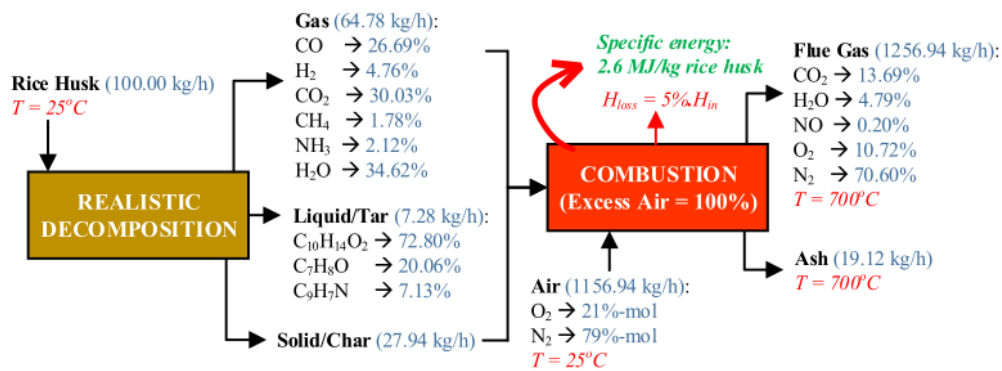 Rice Husk (100.00 kg/h)
T = 25°C
REALISTIC
DECOMPOSITION
Gas (64.78 kg/h):
CO → 26.69%
H₂ → 4.76%
CO₂ → 30.03%
CH₄ → 1.78%
NH₃ → 2.12%
H₂O → 34.62%
Liquid/Tar (7.28 kg/h):
C₁₀H₁₄O₂ → 72.80%
C₇H₈O → 20.06%
C₉H₇N → 7.13%
Solid/Char (27.94 kg/h)
Specific energy:
2.6 MJ/kg rice husk
H_loss = 5%.H_in
COMBUSTION
(Excess Air = 100%)
Air (1156.94 kg/h):
O₂ → 21%-mol
N₂ → 79%-mol
T = 25°C
Flue Gas (1256.94 kg/h):
CO₂ → 13.69%
H₂O → 4.79%
NO → 0.20%
O₂ → 10.72%
N₂ → 70.60%
T = 700°C
Ash (19.12 kg/h)
T = 700°C